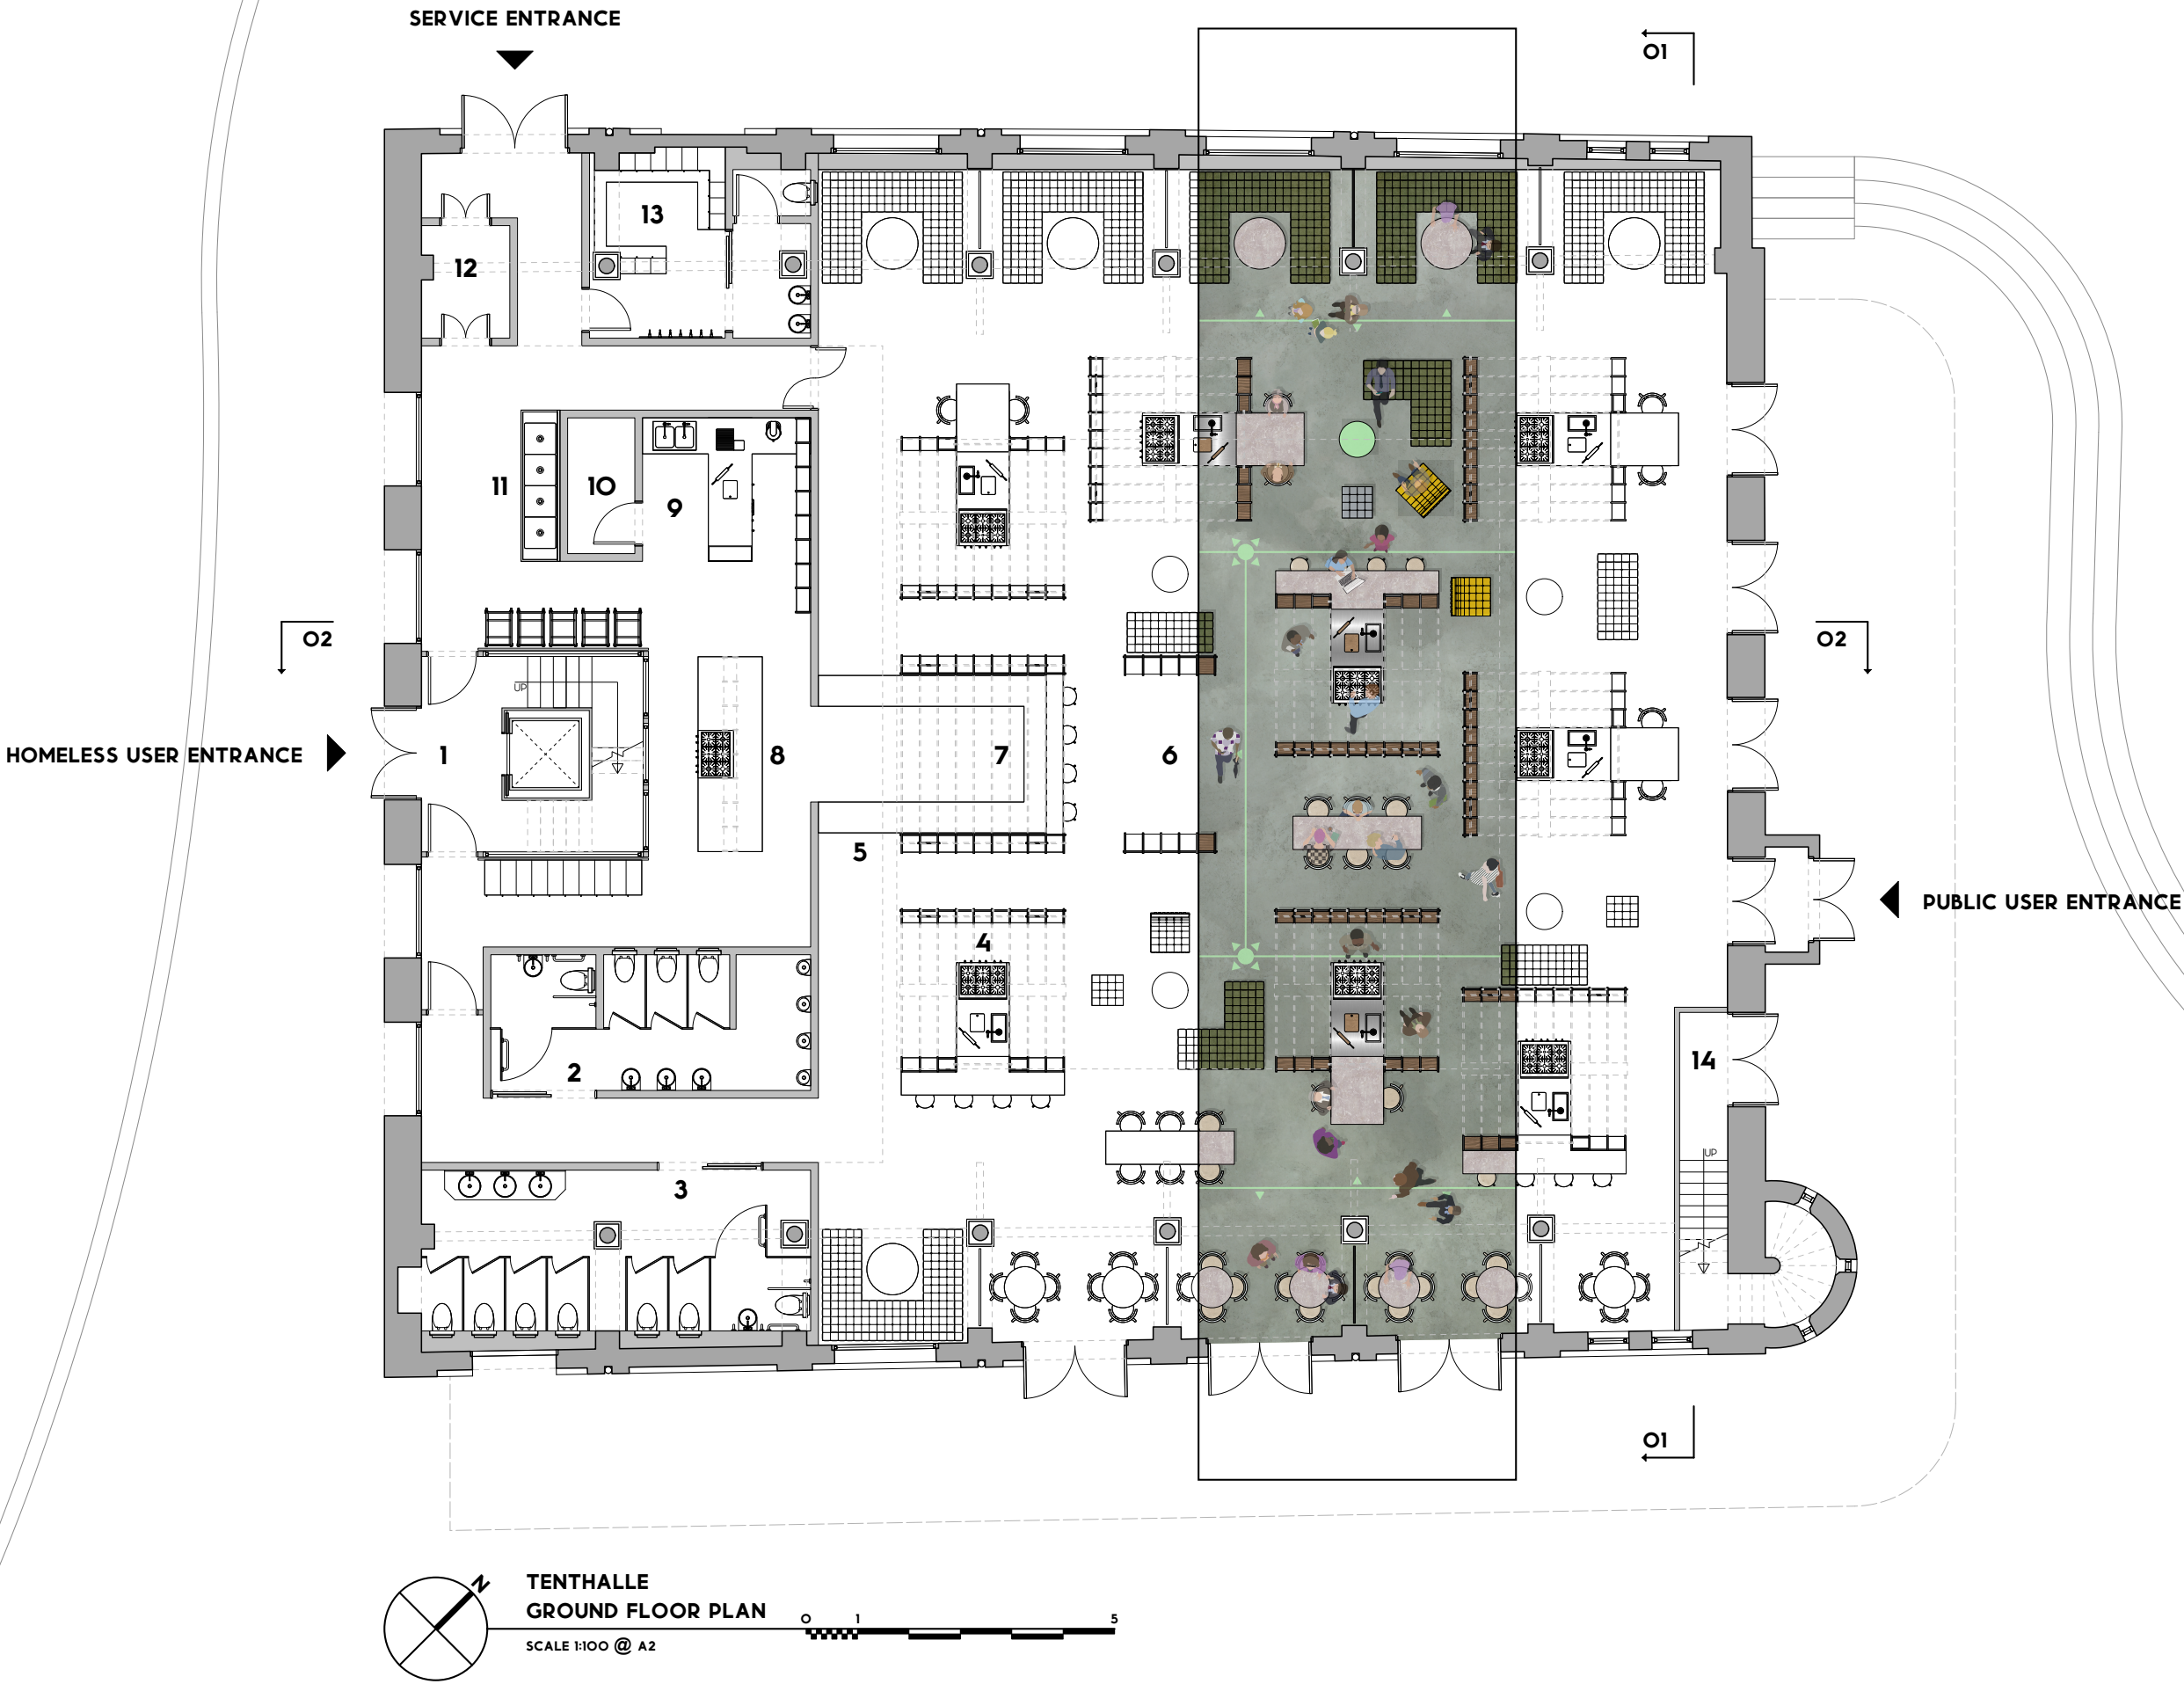 SERVICE ENTRANCE
01
13
12
11
10
9
02
02
UP
HOMELESS USER ENTRANCE
1
8
7
6
5
PUBLIC USER ENTRANCE
4
2
14
UP
3
01
N
TENTHALLE
GROUND FLOOR PLAN
0 1 5
SCALE 1:100 @ A2